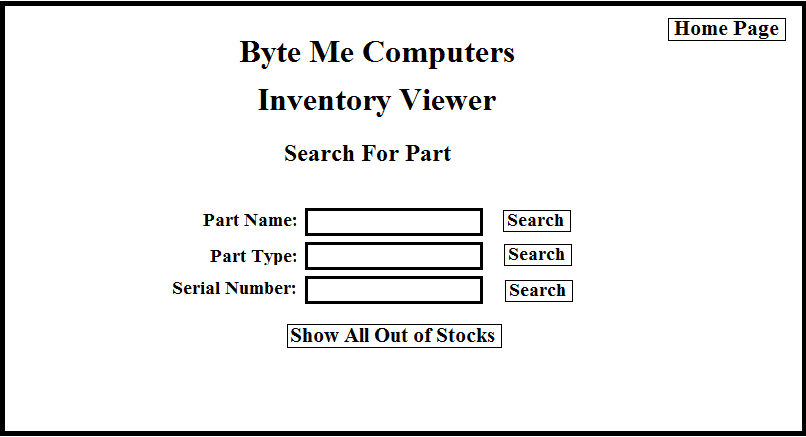 Home Page
Byte Me Computers
Inventory Viewer
Search For Part
Part Name: Search
Part Type: Search
Serial Number: Search
Show All Out of Stocks